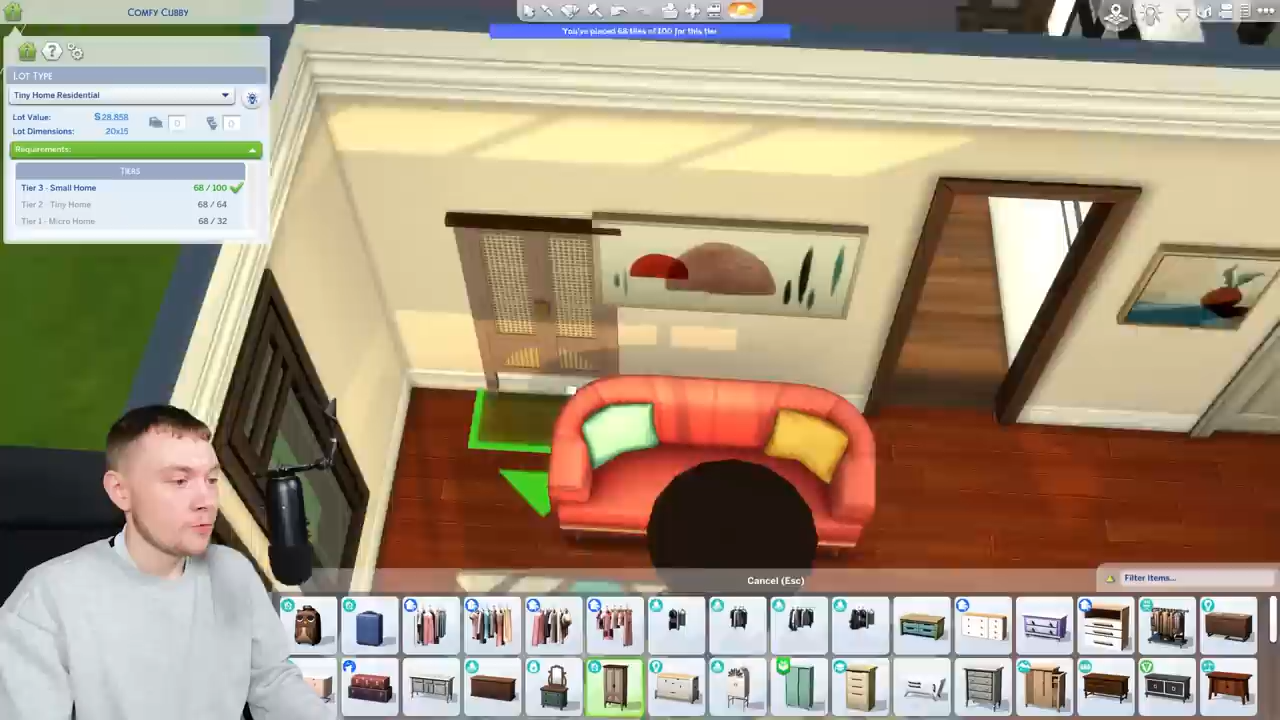 Comfy Cubby
You've placed 68 tiles of 100 for this tier
Lot Type
Tiny Home Residential
Lot Value: §28,858
0
0
Lot Dimensions: 20x15
Requirements:
Tiers
Tier 3 - Small Home 68 / 100
Tier 2 - Tiny Home 68 / 64
Tier 1 - Micro Home 68 / 32
Cancel (Esc)
Filter Items...